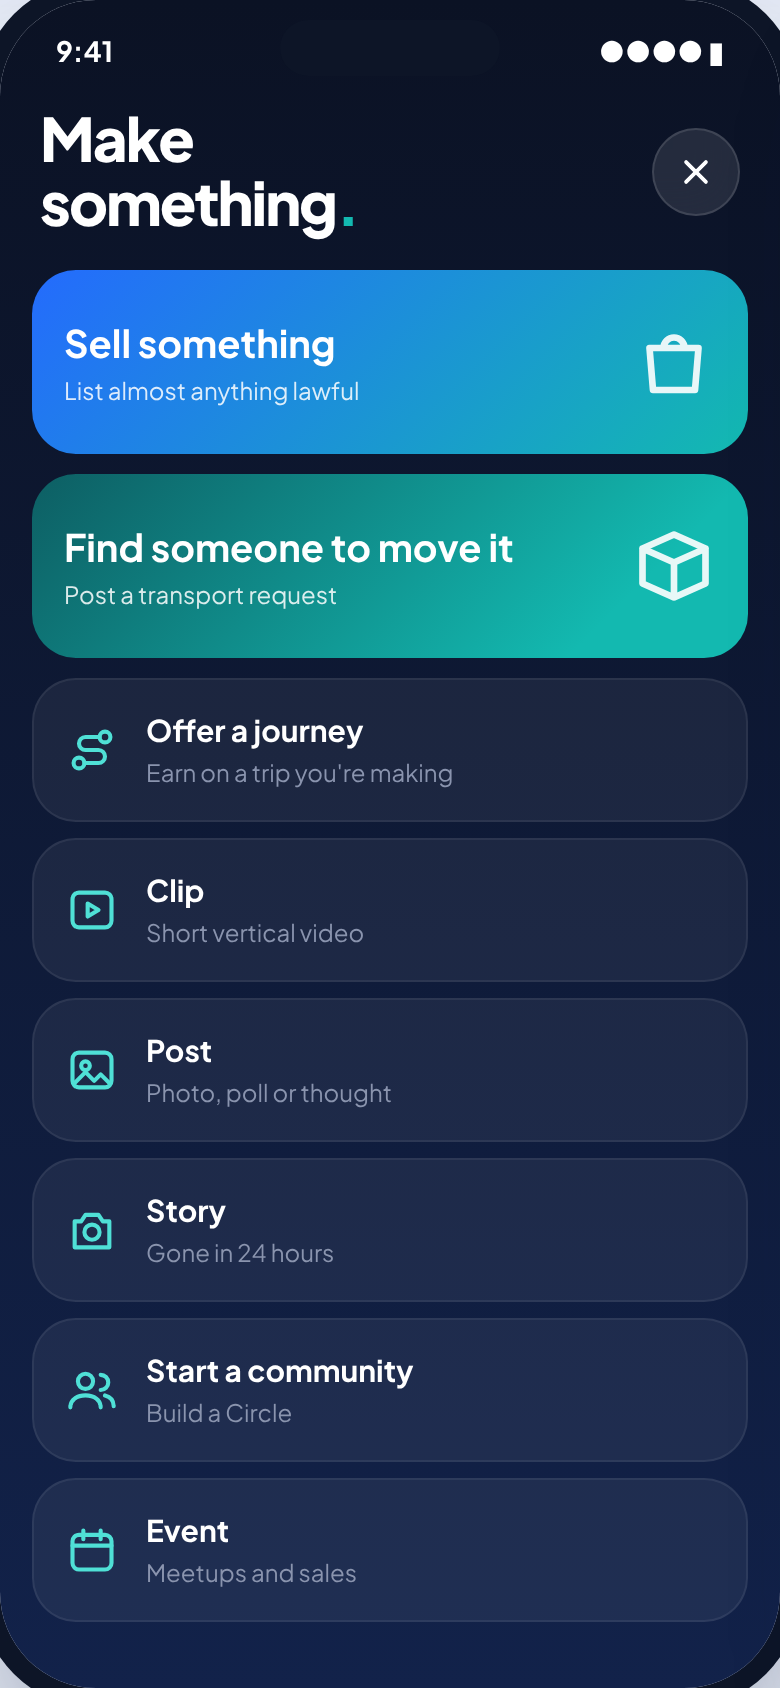 9:41
Make
something.
Sell something
List almost anything lawful
Find someone to move it
Post a transport request
Offer a journey
Earn on a trip you're making
Clip
Short vertical video
Post
Photo, poll or thought
Story
Gone in 24 hours
Start a community
Build a Circle
Event
Meetups and sales